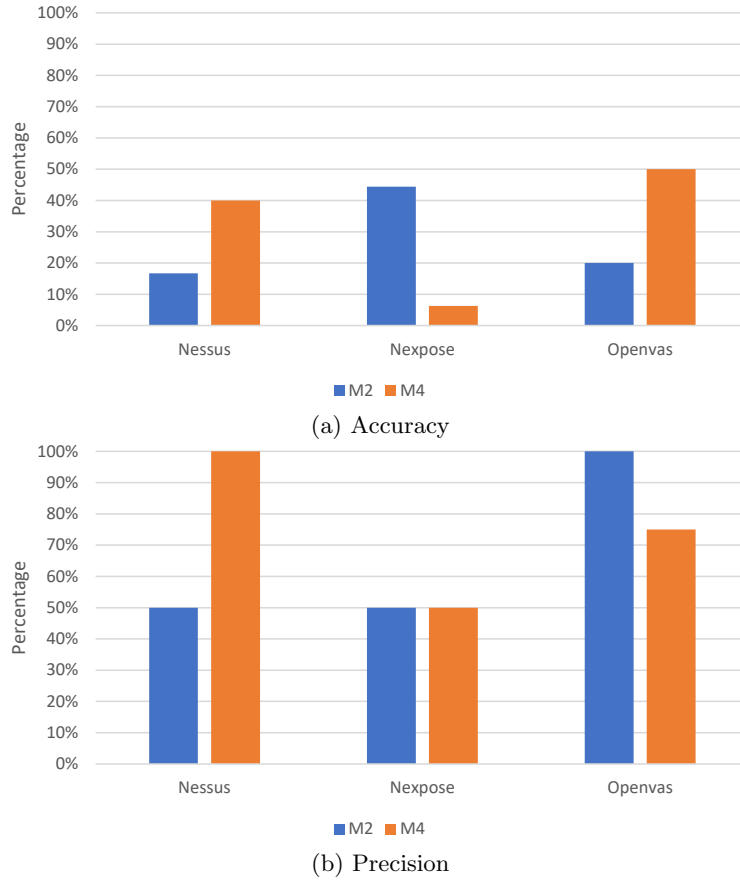 100%
90%
80%
70%
60%
50%
40%
30%
20%
10%
0%
Percentage
Nessus Nexpose Openvas
M2 M4
(a) Accuracy
100%
90%
80%
70%
60%
50%
40%
30%
20%
10%
0%
Percentage
Nessus Nexpose Openvas
M2 M4
(b) Precision